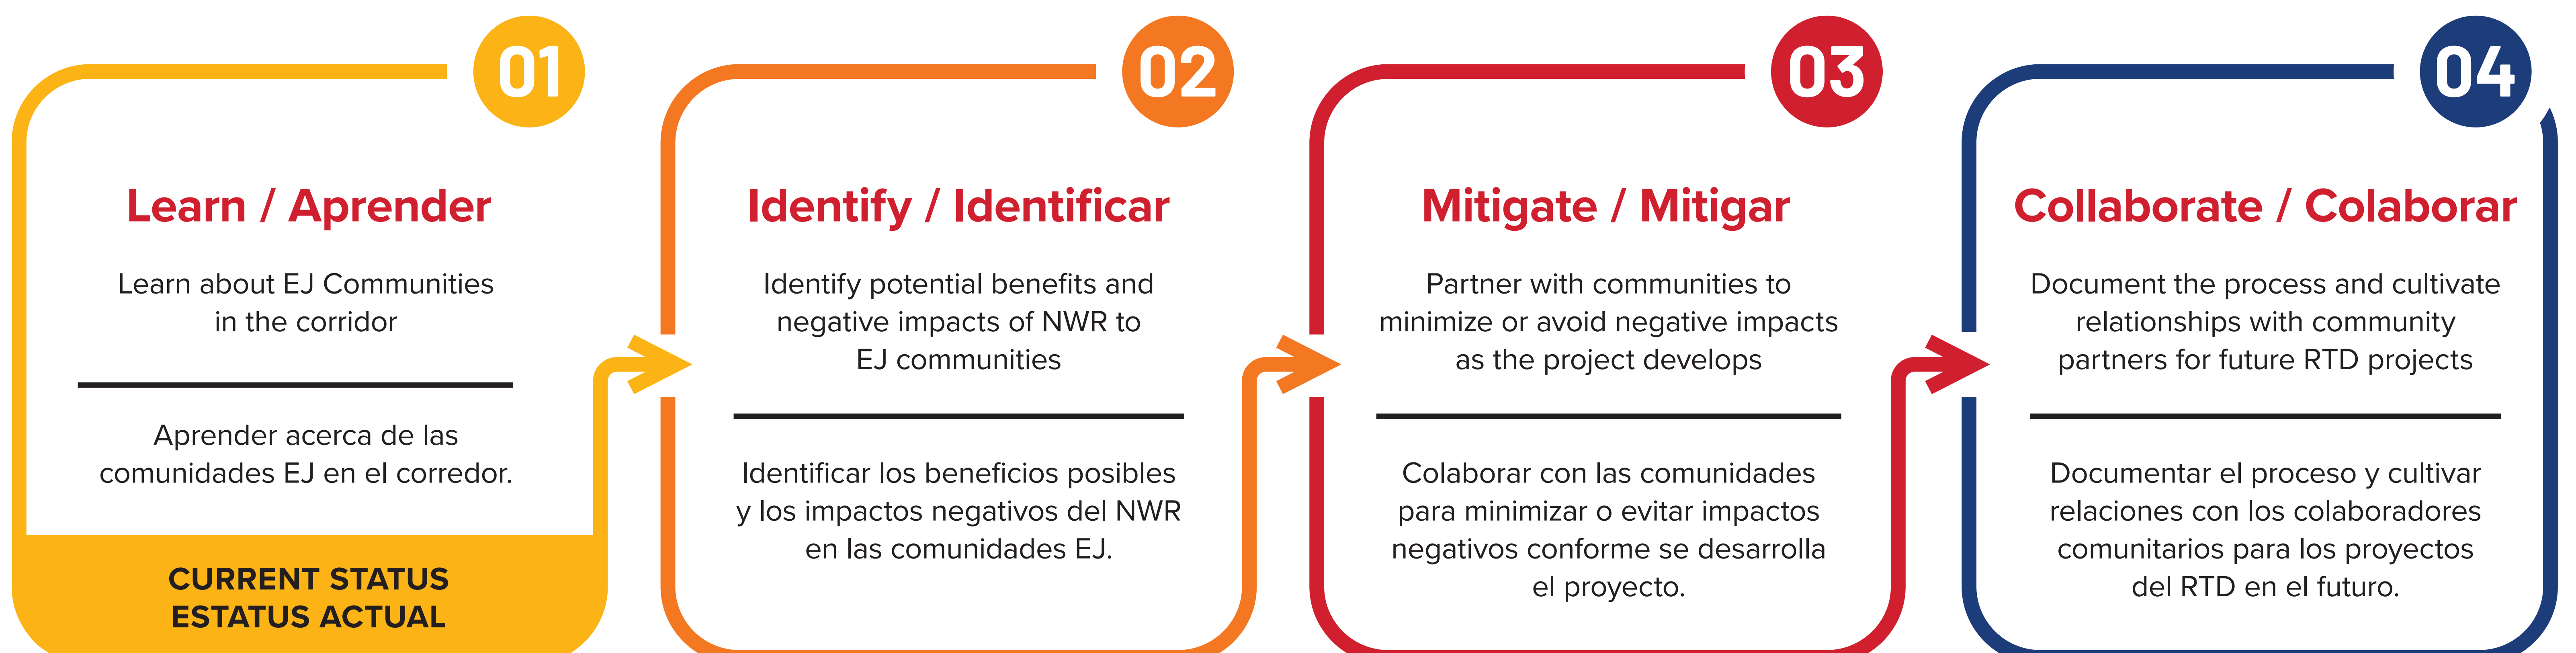 01
Learn / Aprender
Learn about EJ Communities
in the corridor
Aprender acerca de las
comunidades EJ en el corredor.
CURRENT STATUS
ESTATUS ACTUAL
02
Identify / Identificar
Identify potential benefits and
negative impacts of NWR to
EJ communities
Identificar los beneficios posibles
y los impactos negativos del NWR
en las comunidades EJ.
03
Mitigate / Mitigar
Partner with communities to
minimize or avoid negative impacts
as the project develops
Colaborar con las comunidades
para minimizar o evitar impactos
negativos conforme se desarrolla
el proyecto.
04
Collaborate / Colaborar
Document the process and cultivate
relationships with community
partners for future RTD projects
Documentar el proceso y cultivar
relaciones con los colaboradores
comunitarios para los proyectos
del RTD en el futuro.